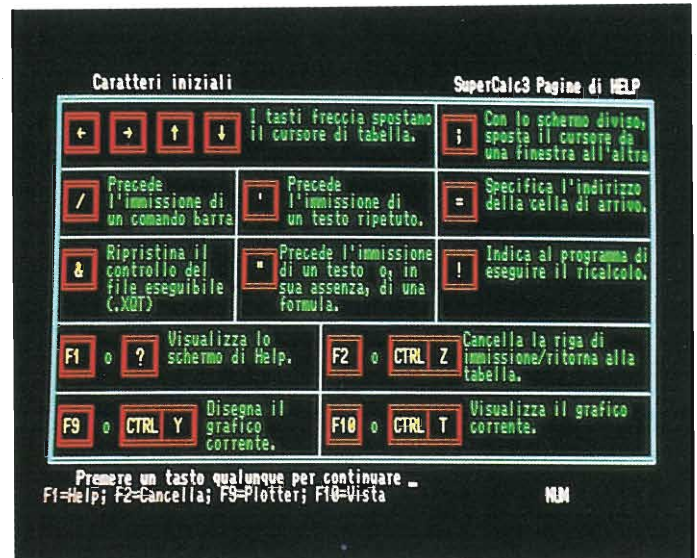 Caratteri iniziali SuperCalc3 Pagine di HELP
← → ↑ ↓
I tasti freccia spostano
il cursore di tabella.
;
Con lo schermo diviso,
sposta il cursore da
una finestra all'altra
/
Precede
l'immissione di
un comando barra
'
Precede
l'immissione di
un testo ripetuto.
=
Specifica l'indirizzo
della cella di arrivo.
&
Ripristina il
controllo del
file eseguibile
(.XQT)
"
Precede l'immissione
di un testo o, in
sua assenza, di una
formula.
!
Indica al programma di
eseguire il ricalcolo.
F1 o ?
Visualizza lo
schermo di Help.
F2 o CTRL Z
Cancella la riga di
immissione/ritorna alla
tabella.
F9 o CTRL Y
Disegna il
grafico
corrente.
F10 o CTRL T
Visualizza il grafico
corrente.
Premere un tasto qualunque per continuare _
F1=Help; F2=Cancella; F9=Plotter; F10=Vista NUM